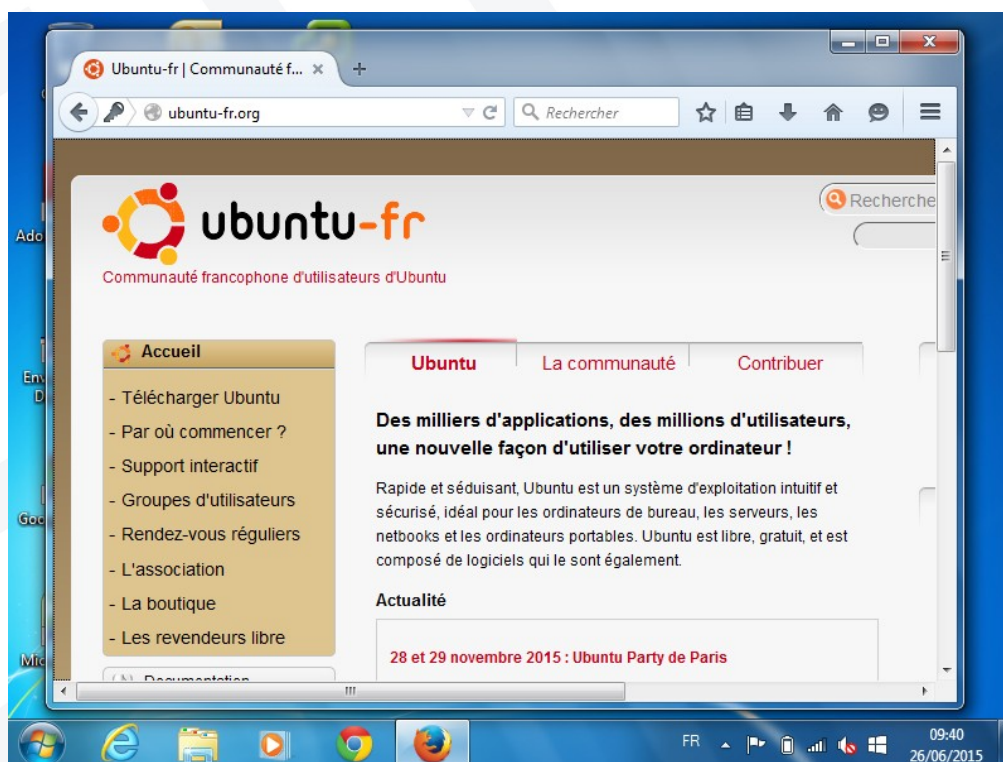 Ubuntu-fr | Communauté f...
ubuntu-fr.org
Rechercher
ubuntu-fr
Recherche
Communauté francophone d'utilisateurs d'Ubuntu
Accueil
- Télécharger Ubuntu
- Par où commencer ?
- Support interactif
- Groupes d'utilisateurs
- Rendez-vous réguliers
- L'association
- La boutique
- Les revendeurs libre
Ubuntu
La communauté
Contribuer
Des milliers d'applications, des millions d'utilisateurs,
une nouvelle façon d'utiliser votre ordinateur !
Rapide et séduisant, Ubuntu est un système d'exploitation intuitif et
sécurisé, idéal pour les ordinateurs de bureau, les serveurs, les
netbooks et les ordinateurs portables. Ubuntu est libre, gratuit, et est
composé de logiciels qui le sont également.
Actualité
28 et 29 novembre 2015 : Ubuntu Party de Paris
Ado
Env
D
Goo
Mic
FR
09:40
26/06/2015